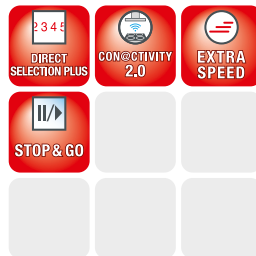 2345
DIRECT
SELECTION PLUS
CON@CTIVITY
2.0
EXTRA
SPEED
STOP & GO